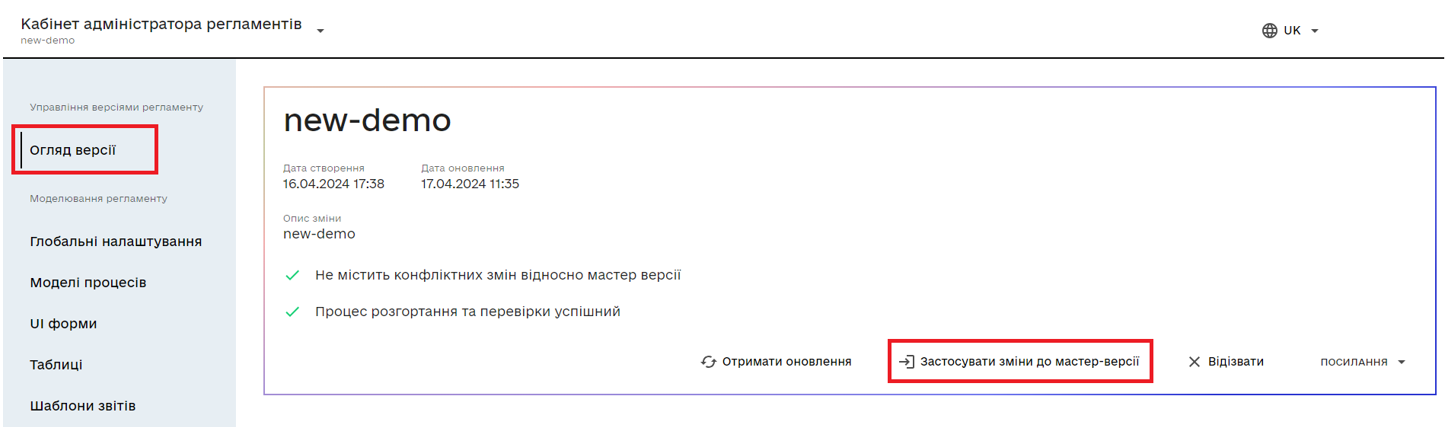 Кабінет адміністратора регламентів
new-demo
UK
Управління версіями регламенту
Огляд версії
Моделювання регламенту
Глобальні налаштування
Моделі процесів
UI форми
Таблиці
Шаблони звітів
new-demo
Дата створення Дата оновлення
16.04.2024 17:38 17.04.2024 11:35
Опис зміни
new-demo
Не містить конфліктних змін відносно мастер версії
Процес розгортання та перевірки успішний
Отримати оновлення Застосувати зміни до мастер-версії Відізвати ПОСИЛАННЯ